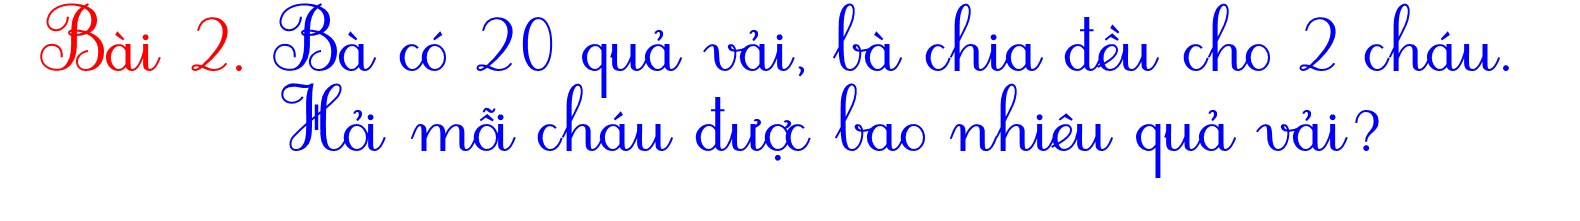 Bài 2. Bà có 20 quả vải, bà chia đều cho 2 cháu.
Hỏi mỗi cháu được bao nhiêu quả vải?